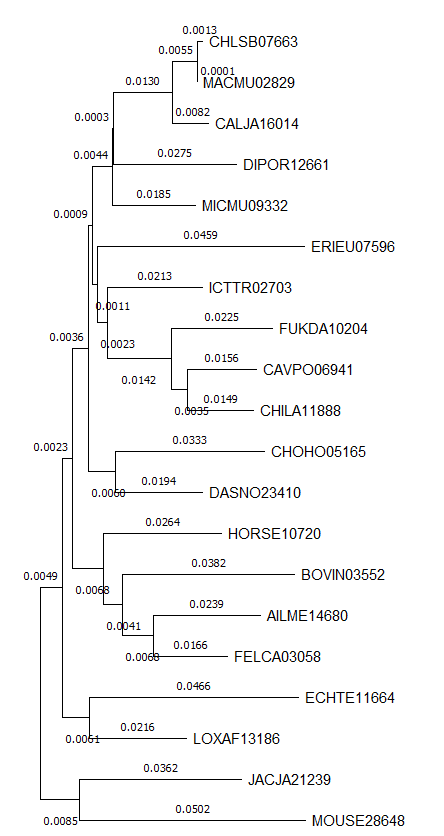 0.0013
CHLSB07663
0.0055
0.0001
MACMU02829
0.0130
0.0082
CALJA16014
0.0003
0.0275
DIPOR12661
0.0044
0.0185
MICMU09332
0.0009
0.0459
ERIEU07596
0.0213
ICTTR02703
0.0011
0.0225
FUKDA10204
0.0036
0.0023
0.0156
CAVPO06941
0.0142
0.0149
CHILA11888
0.0035
0.0333
CHOHO05165
0.0023
0.0194
DASNO23410
0.0060
0.0264
HORSE10720
0.0382
BOVIN03552
0.0049
0.0068
0.0239
AILME14680
0.0041
0.0166
FELCA03058
0.0068
0.0466
ECHTE11664
0.0216
LOXAF13186
0.0061
0.0362
JACJA21239
0.0502
MOUSE28648
0.0085